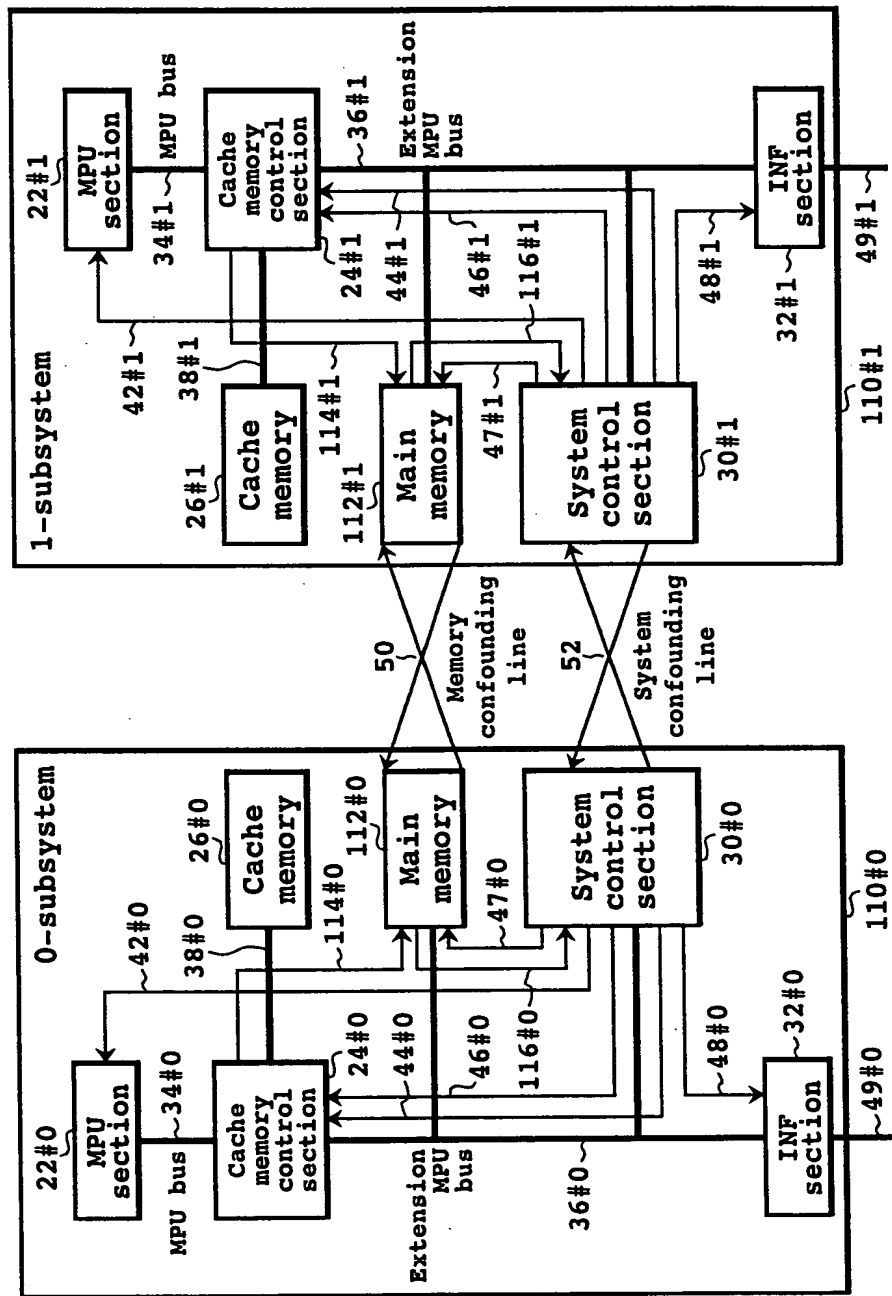 0-subsystem
22#0
MPU
section
MPU bus
34#0
42#0
Cache
memory
control
section
24#0
38#0
26#0
Cache
memory
114#0
44#0
46#0
112#0
Main
memory
Extension
MPU
bus
116#0
47#0
System
control
section
30#0
36#0
48#0
INF
section
32#0
49#0
110#0
50
Memory
confounding
line
52
System
confounding
line
1-subsystem
22#1
MPU
section
MPU bus
34#1
42#1
Cache
memory
control
section
24#1
38#1
26#1
Cache
memory
114#1
44#1
46#1
36#1
Extension
MPU
bus
112#1
Main
memory
116#1
47#1
System
control
section
30#1
48#1
INF
section
32#1
49#1
110#1